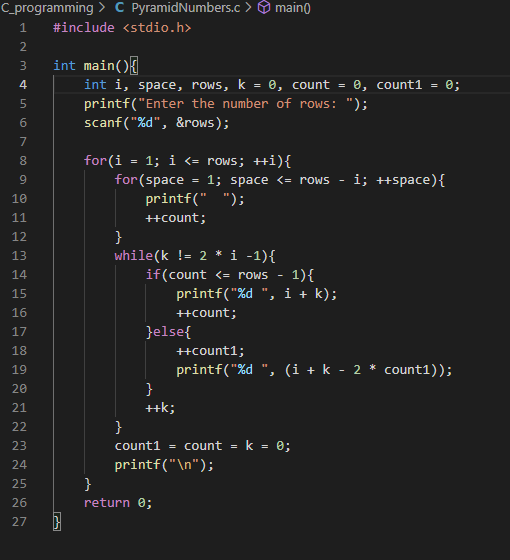 C_programming > C PyramidNumbers.c > main()
1 #include <stdio.h>
2
3 int main(){
4     int i, space, rows, k = 0, count = 0, count1 = 0;
5     printf("Enter the number of rows: ");
6     scanf("%d", &rows);
7
8     for(i = 1; i <= rows; ++i){
9         for(space = 1; space <= rows - i; ++space){
10             printf("  ");
11             ++count;
12         }
13         while(k != 2 * i -1){
14             if(count <= rows - 1){
15                 printf("%d ", i + k);
16                 ++count;
17             }else{
18                 ++count1;
19                 printf("%d ", (i + k - 2 * count1));
20             }
21             ++k;
22         }
23         count1 = count = k = 0;
24         printf("\n");
25     }
26     return 0;
27 }